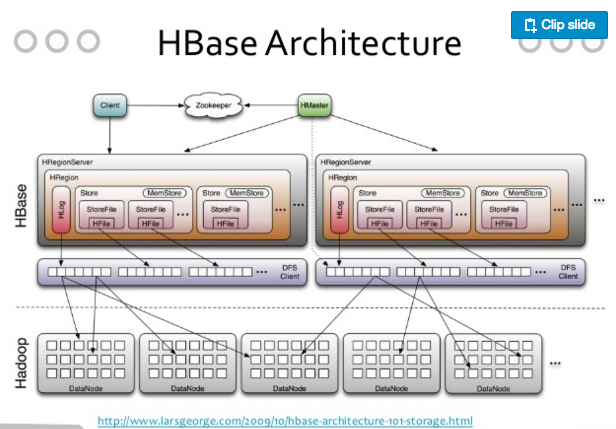 Clip slide
HBase Architecture
Client
Zookeeper
HMaster
HBase
HRegionServer
HRegion
HLog
Store
MemStore
StoreFile
HFile
StoreFile
HFile
...
Store
MemStore
StoreFile
HFile
...
...
DFS
Client
...
HRegionServer
HRegion
HLog
Store
MemStore
StoreFile
HFile
StoreFile
HFile
...
Store
MemStore
StoreFile
HFile
...
...
...
DFS
Client
...
Hadoop
DataNode
DataNode
DataNode
DataNode
DataNode
...
http://www.larsgeorge.com/2009/10/hbase-architecture-101-storage.html